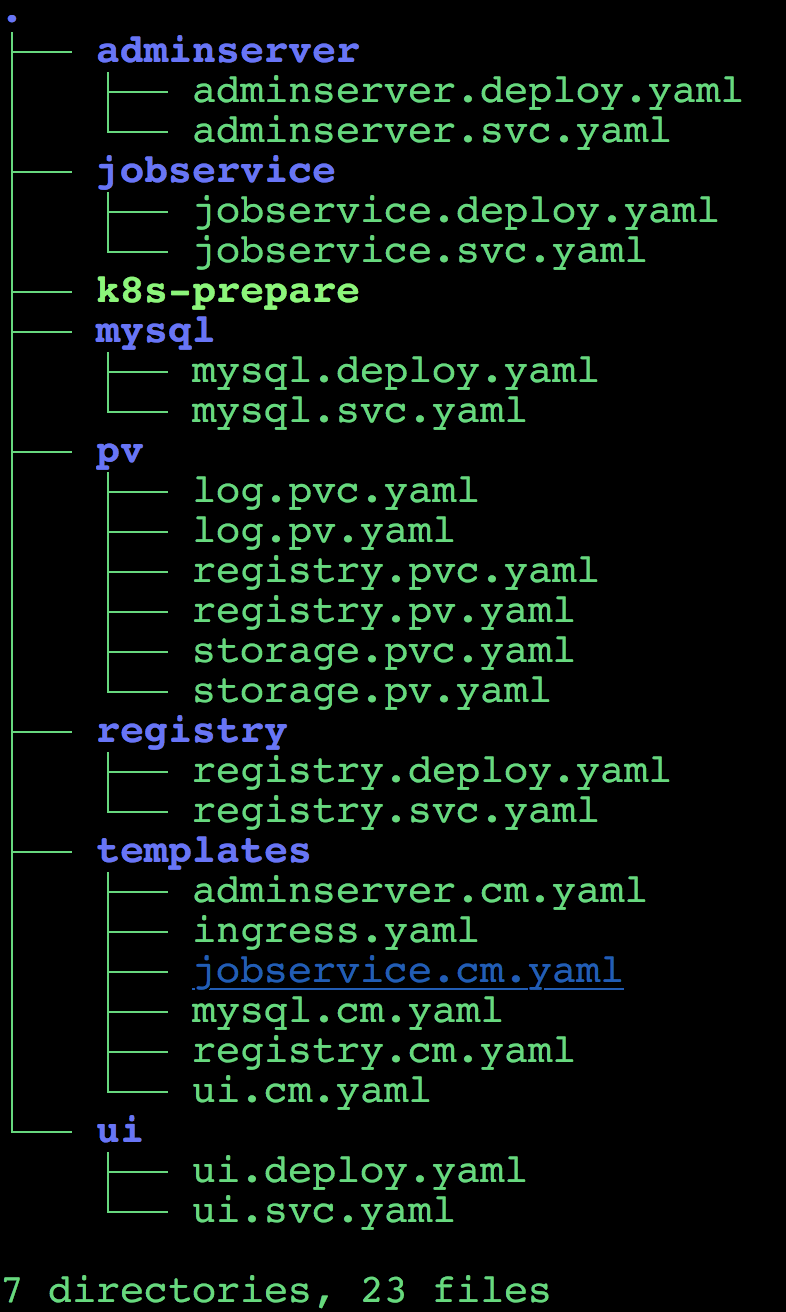 .
├── adminserver
│   ├── adminserver.deploy.yaml
│   └── adminserver.svc.yaml
├── jobservice
│   ├── jobservice.deploy.yaml
│   └── jobservice.svc.yaml
├── k8s-prepare
├── mysql
│   ├── mysql.deploy.yaml
│   └── mysql.svc.yaml
├── pv
│   ├── log.pvc.yaml
│   ├── log.pv.yaml
│   ├── registry.pvc.yaml
│   ├── registry.pv.yaml
│   ├── storage.pvc.yaml
│   └── storage.pv.yaml
├── registry
│   ├── registry.deploy.yaml
│   └── registry.svc.yaml
├── templates
│   ├── adminserver.cm.yaml
│   ├── ingress.yaml
│   ├── jobservice.cm.yaml
│   ├── mysql.cm.yaml
│   ├── registry.cm.yaml
│   └── ui.cm.yaml
└── ui
    ├── ui.deploy.yaml
    └── ui.svc.yaml

7 directories, 23 files